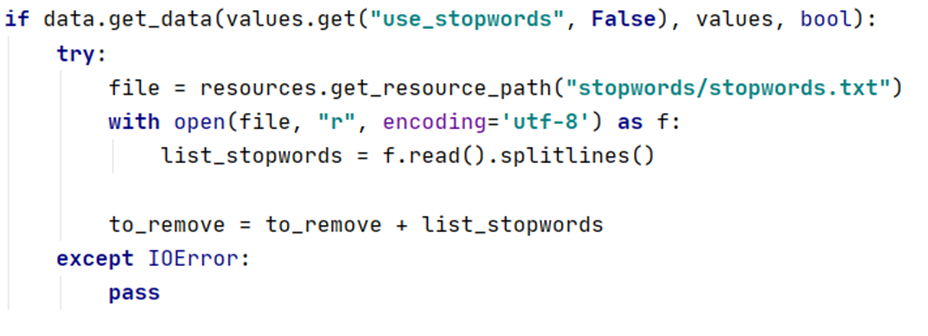 if data.get_data(values.get("use_stopwords", False), values, bool):
    try:
        file = resources.get_resource_path("stopwords/stopwords.txt")
        with open(file, "r", encoding='utf-8') as f:
            list_stopwords = f.read().splitlines()

        to_remove = to_remove + list_stopwords
    except IOError:
        pass